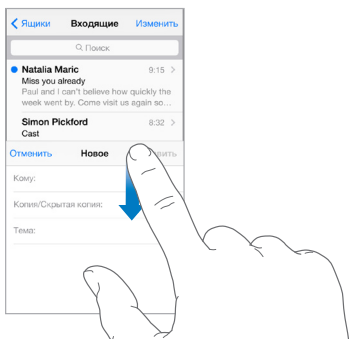 Ящики Входящие Изменить
Поиск
Natalia Maric 9:15
Miss you already
Paul and I can't believe how quickly the
week went by. Come visit us again so...
Simon Pickford 8:32
Cast
Отменить Новое
Кому:
Копия/Скрытая копия:
Тема: